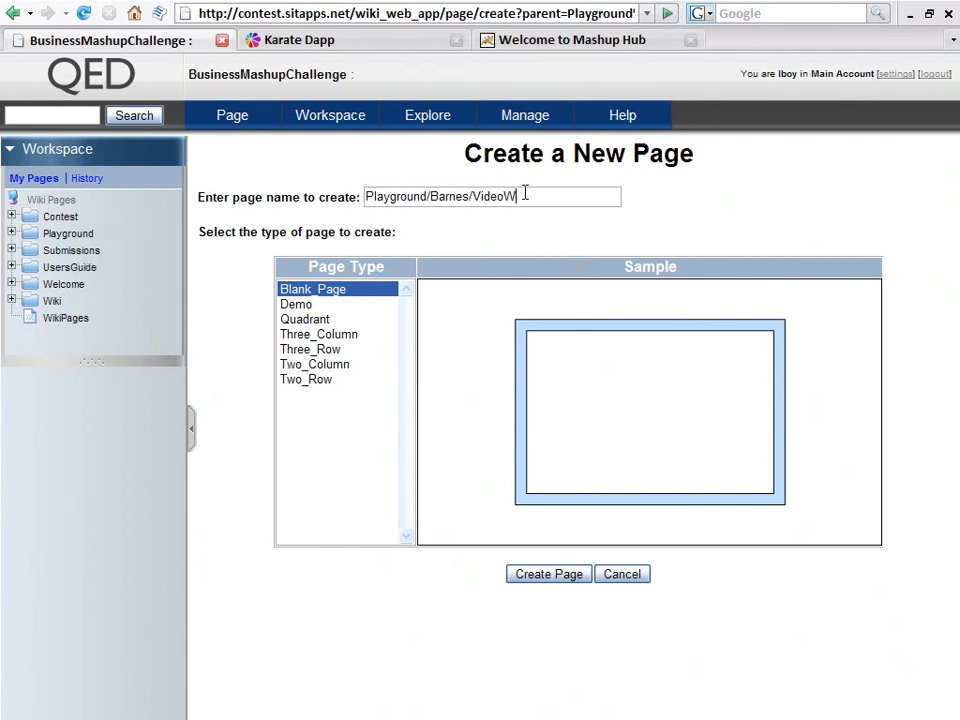 http://contest.sitapps.net/wiki_web_app/page/create?parent=Playground'
G Google
BusinessMashupChallenge :
Karate Dapp
Welcome to Mashup Hub
QED
BusinessMashupChallenge :
You are lboy in Main Account [settings] [logout]
Search
Page
Workspace
Explore
Manage
Help
Workspace
My Pages | History
Wiki Pages
Contest
Playground
Submissions
UsersGuide
Welcome
Wiki
WikiPages
Create a New Page
Enter page name to create: Playground/Barnes/VideoW
Select the type of page to create:
Page Type
Sample
Blank_Page
Demo
Quadrant
Three_Column
Three_Row
Two_Column
Two_Row
Create Page
Cancel